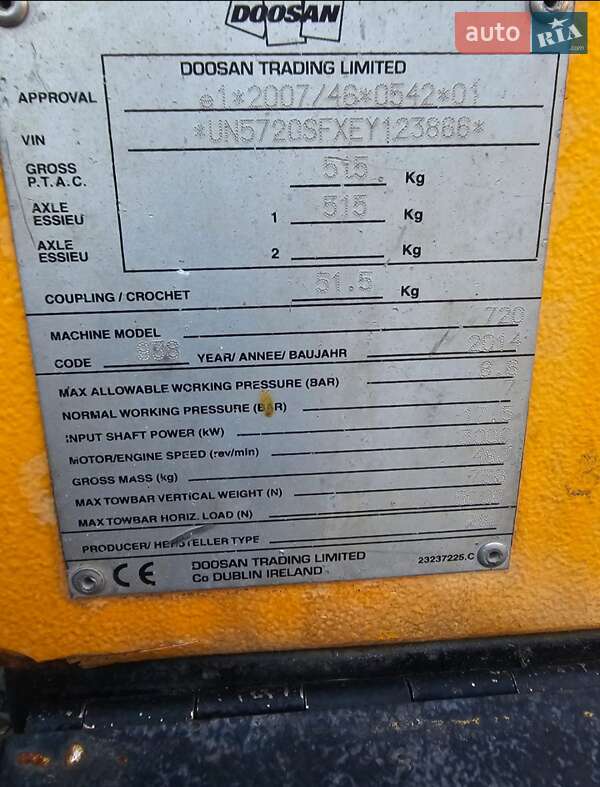 DOOSAN
auto RIA .com
DOOSAN TRADING LIMITED
APPROVAL e1*2007/46*0542*01
VIN *UN5720SFXEY123866*
GROSS P.T.A.C. 515. Kg
AXLE ESSIEU 1 515 Kg
AXLE ESSIEU 2 Kg
COUPLING / CROCHET 51.5 Kg
MACHINE MODEL 720
CODE 956 YEAR/ ANNEE/ BAUJAHR 2014
MAX ALLOWABLE WORKING PRESSURE (BAR)
NORMAL WORKING PRESSURE (BAR) 7
INPUT SHAFT POWER (kW)
MOTOR/ENGINE SPEED (rev/min)
GROSS MASS (kg)
MAX TOWBAR VERTICAL WEIGHT (N)
MAX TOWBAR HORIZ. LOAD (N)
PRODUCER/ HERSTELLER TYPE
CE DOOSAN TRADING LIMITED
Co DUBLIN IRELAND
23237225.C